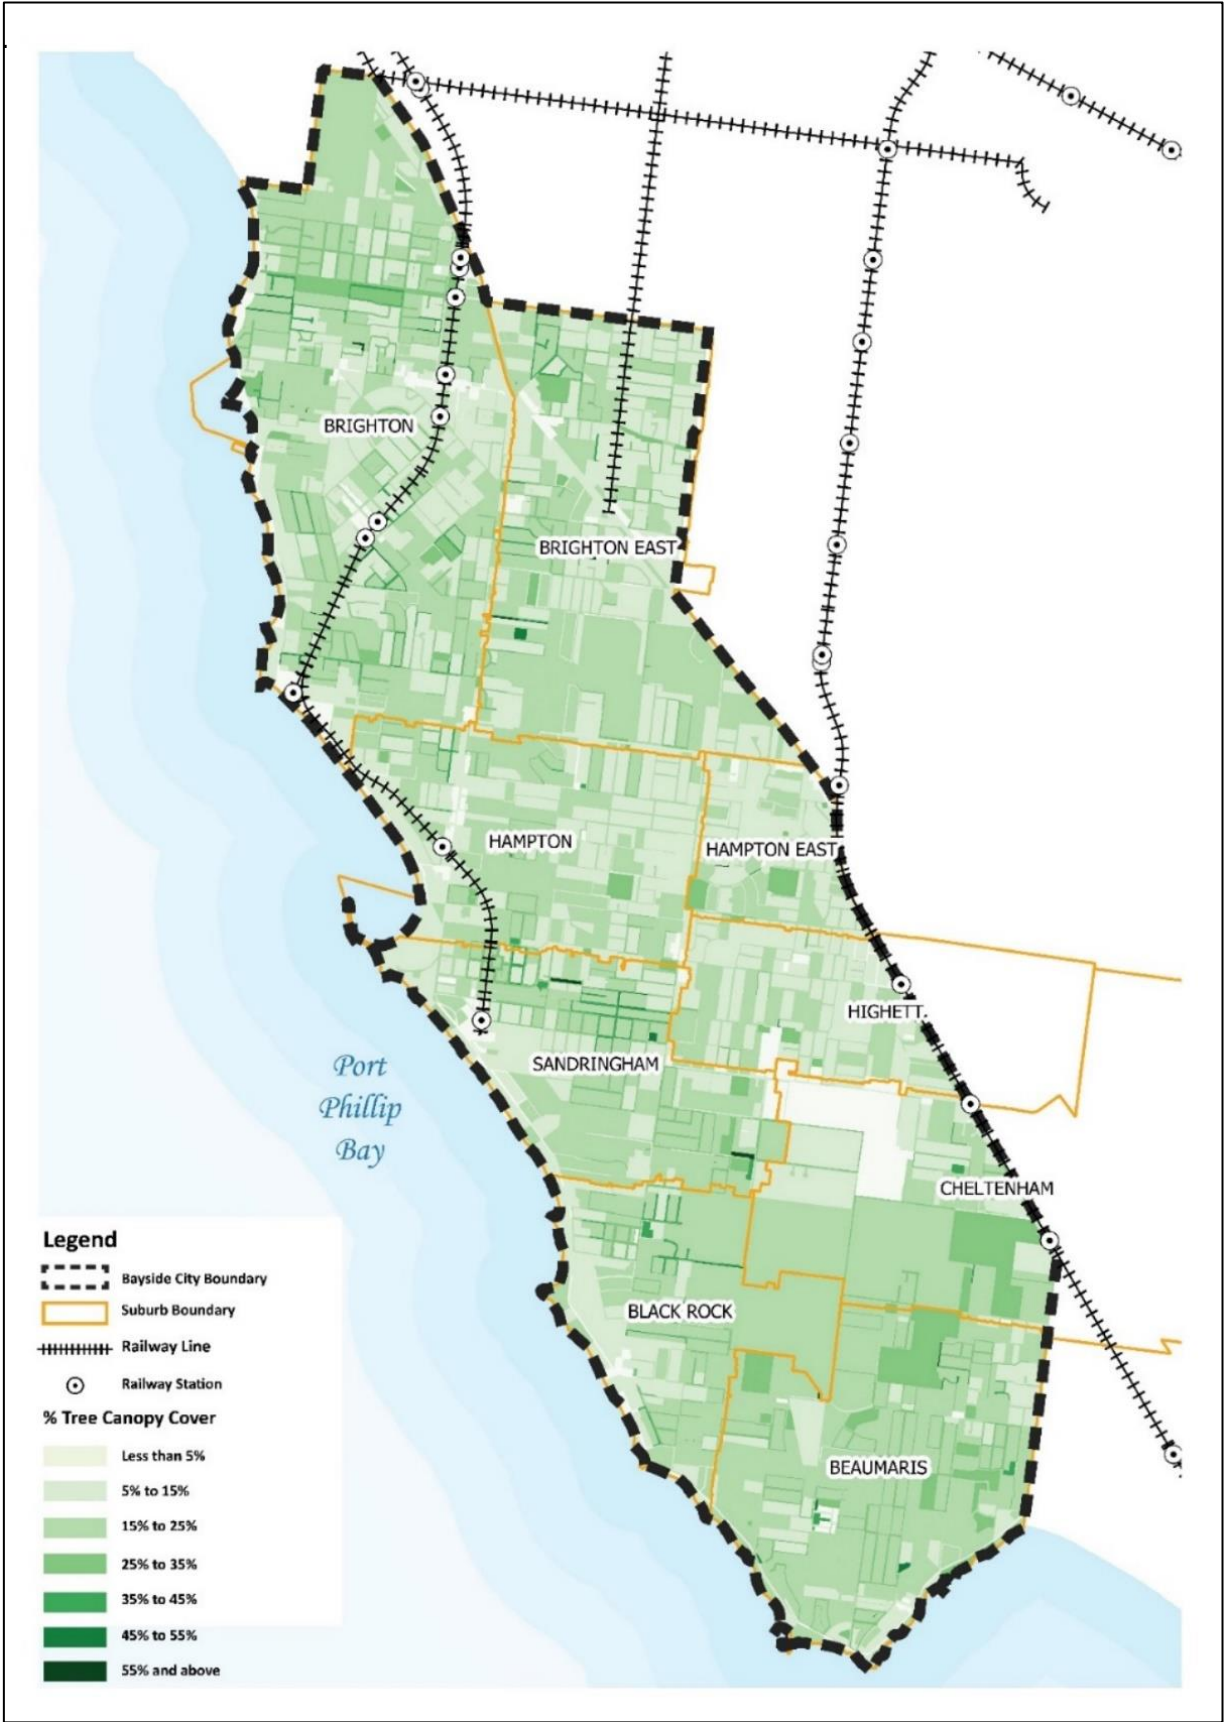 BRIGHTON
BRIGHTON EAST
HAMPTON
HAMPTON EAST
HIGHETT
SANDRINGHAM
Port
Phillip
Bay
CHELTENHAM
BLACK ROCK
BEAUMARIS
Legend
Bayside City Boundary
Suburb Boundary
Railway Line
Railway Station
% Tree Canopy Cover
Less than 5%
5% to 15%
15% to 25%
25% to 35%
35% to 45%
45% to 55%
55% and above